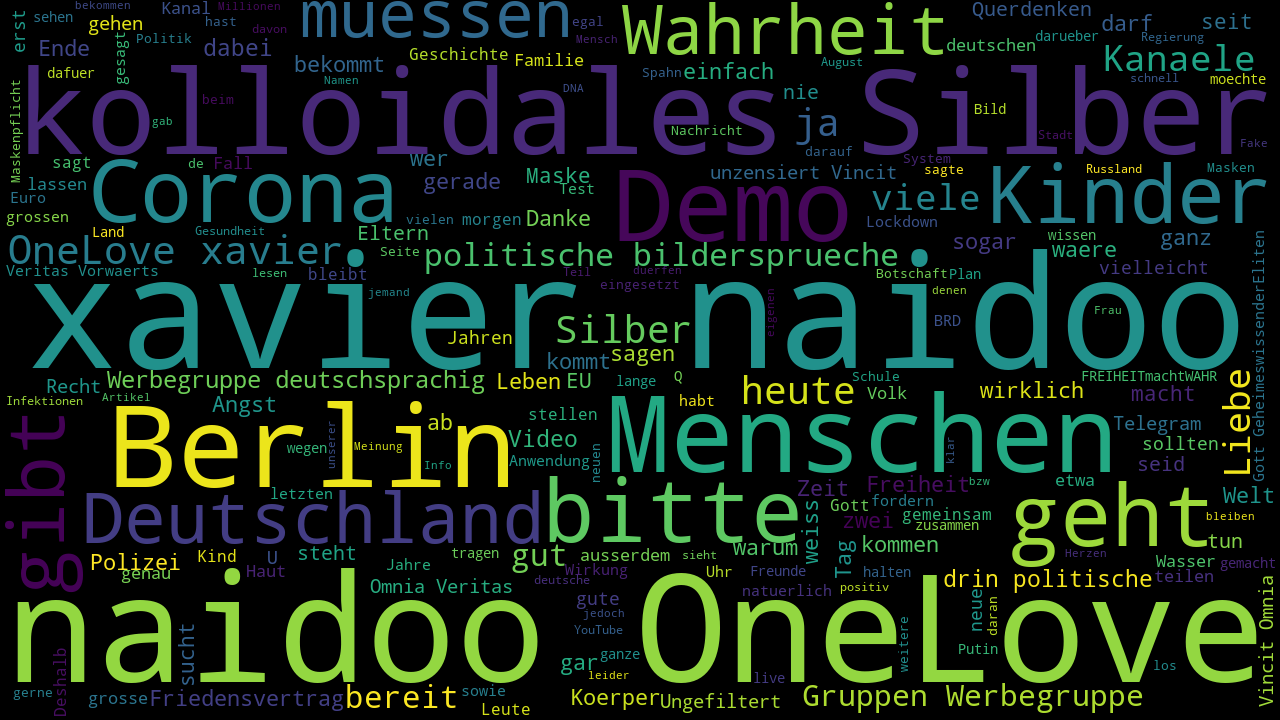 bekommen
Millionen
sehen
Kanal
hast
erst
gehen
davon
muessen
egal
Mensch
Wahrheit
Querdenken
darf
seit
Ende
Politik
dabei
gesagt
Geschichte
Familie
deutschen
darueber
Regierung
Kanaele
dafuer
bekommt
Namen
August
Spahn
einfach
schnell
moechte
kolloidales Silber
Maskenpflicht
beim
DNA
nie
Bild
gab
Nachricht
ja
Stadt
Fake
sagt
de
Fall
wer
darauf
System
lassen
gerade
Maske
Test
unzensiert Vincit
sagte
Russland
Masken
Euro
Corona
Demo
viele
Kinder
grossen
vielen
morgen
Danke
Lockdown
Land
Gesundheit
Eltern
wissen
ganz
OneLove xavier
Seite
politische bildersprueche
sogar
waere
Veritas Vorwaerts
lesen
bleibt
Teil
duerfen
Botschaft
Plan
vielleicht
eingesetzt
jemand
denen
xavier naidoo
eigenen
Frau
GeheimeswissenderEliten
Silber
BRD
Jahren
kommt
sagen
Recht
Werbegruppe deutschsprachig
Leben
EU
lange
Q
Schule
FREIHEITmachtWAHR
Infektionen
Artikel
Angst
habt
heute
Volk
wirklich
macht
Liebe
Gott
gibt
Berlin
ab
stellen
Menschen
Telegram
wegen
unserer
Meinung
Video
neuen
klar
sollten
Info
Anwendung
seid
letzten
Deutschland
bitte
Zeit
Freiheit
bzw
etwa
Welt
Gott
fordern
geht
weiss
zwei
gemeinsam
zusammen
bleiben
Polizei
Kind
U
steht
tragen
gut
ausserdem
sieht
warum
Tag
kommen
Herzen
tun
genau
Haut
Jahre
Wirkung
Uhr
Freunde
halten
drin politische
Wasser
gemacht
teilen
Omnia Veritas
deutsche
natuerlich
positiv
naidoo OneLove
gute
jedoch
YouTube
neue
daran
Vincit Omnia
sucht
weitere
Putin
Deshalb
gar
ganze
leider
los
gerne
grosse
Friedensvertrag
bereit
sowie
Leute
Koerper
Ungefiltert
live
Gruppen Werbegruppe